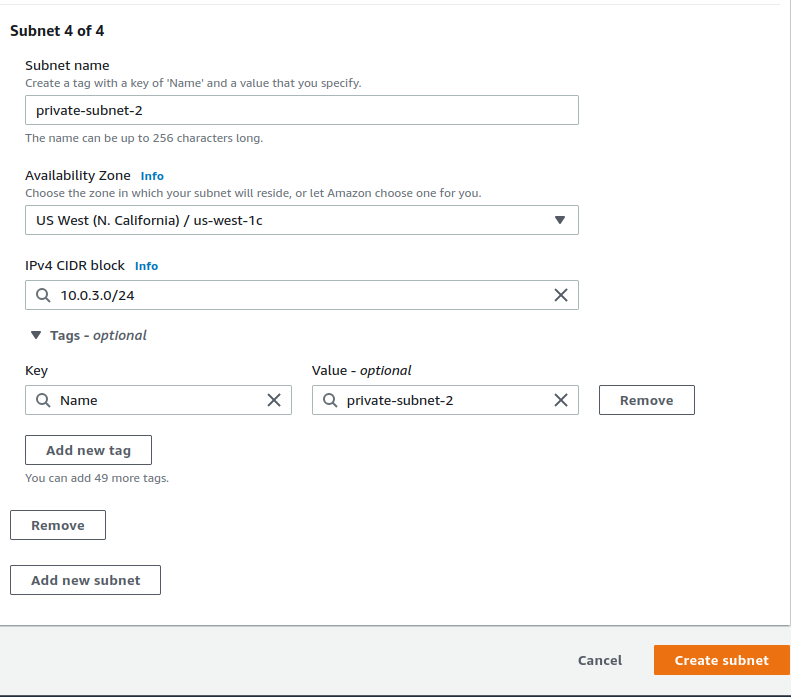 Subnet 4 of 4
Subnet name
Create a tag with a key of 'Name' and a value that you specify.
private-subnet-2
The name can be up to 256 characters long.
Availability Zone Info
Choose the zone in which your subnet will reside, or let Amazon choose one for you.
US West (N. California) / us-west-1c
IPv4 CIDR block Info
10.0.3.0/24
Tags - optional
Key Value - optional
Name private-subnet-2 Remove
Add new tag
You can add 49 more tags.
Remove
Add new subnet
Cancel Create subnet